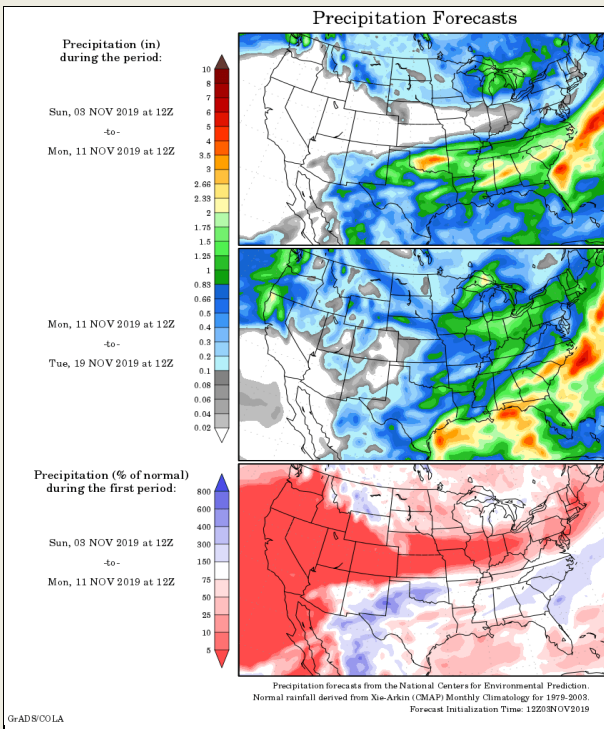 Precipitation Forecasts
Precipitation (in)
during the period:
Sun, 03 NOV 2019 at 12Z
-to-
Mon, 11 NOV 2019 at 12Z
10
8
7
6
5
4
3.5
3
2.66
2.33
2
1.75
1.5
1.25
1
0.83
0.66
0.5
0.4
0.3
0.2
0.1
0.08
0.06
0.04
0.02
Mon, 11 NOV 2019 at 12Z
-to-
Tue, 19 NOV 2019 at 12Z
Precipitation (% of normal)
during the first period:
Sun, 03 NOV 2019 at 12Z
-to-
Mon, 11 NOV 2019 at 12Z
800
600
400
300
150
75
50
25
10
5
Precipitation forecasts from the National Centers for Environmental Prediction.
Normal rainfall derived from Xie-Arkin (CMAP) Monthly Climatology for 1979-2003.
Forecast Initialization Time: 12Z03NOV2019
GrADS/COLA